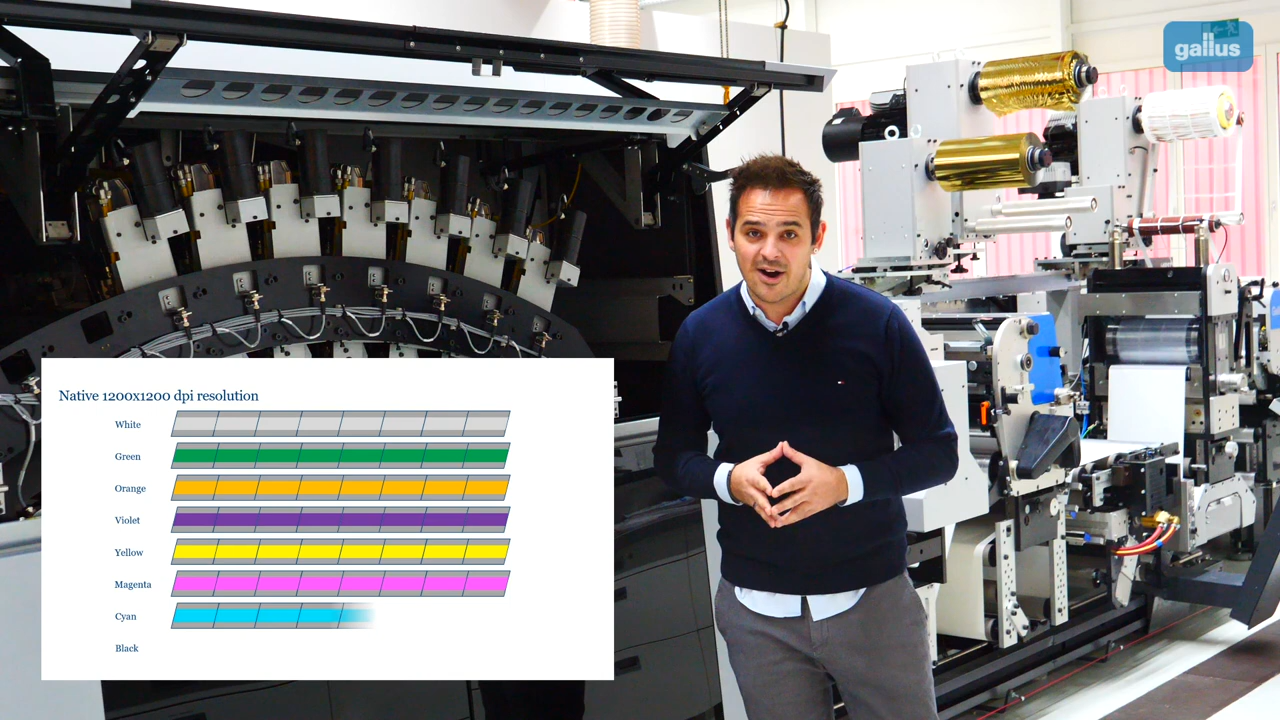 gallus
Native 1200x1200 dpi resolution
White
Green
Orange
Violet
Yellow
Magenta
Cyan
Black